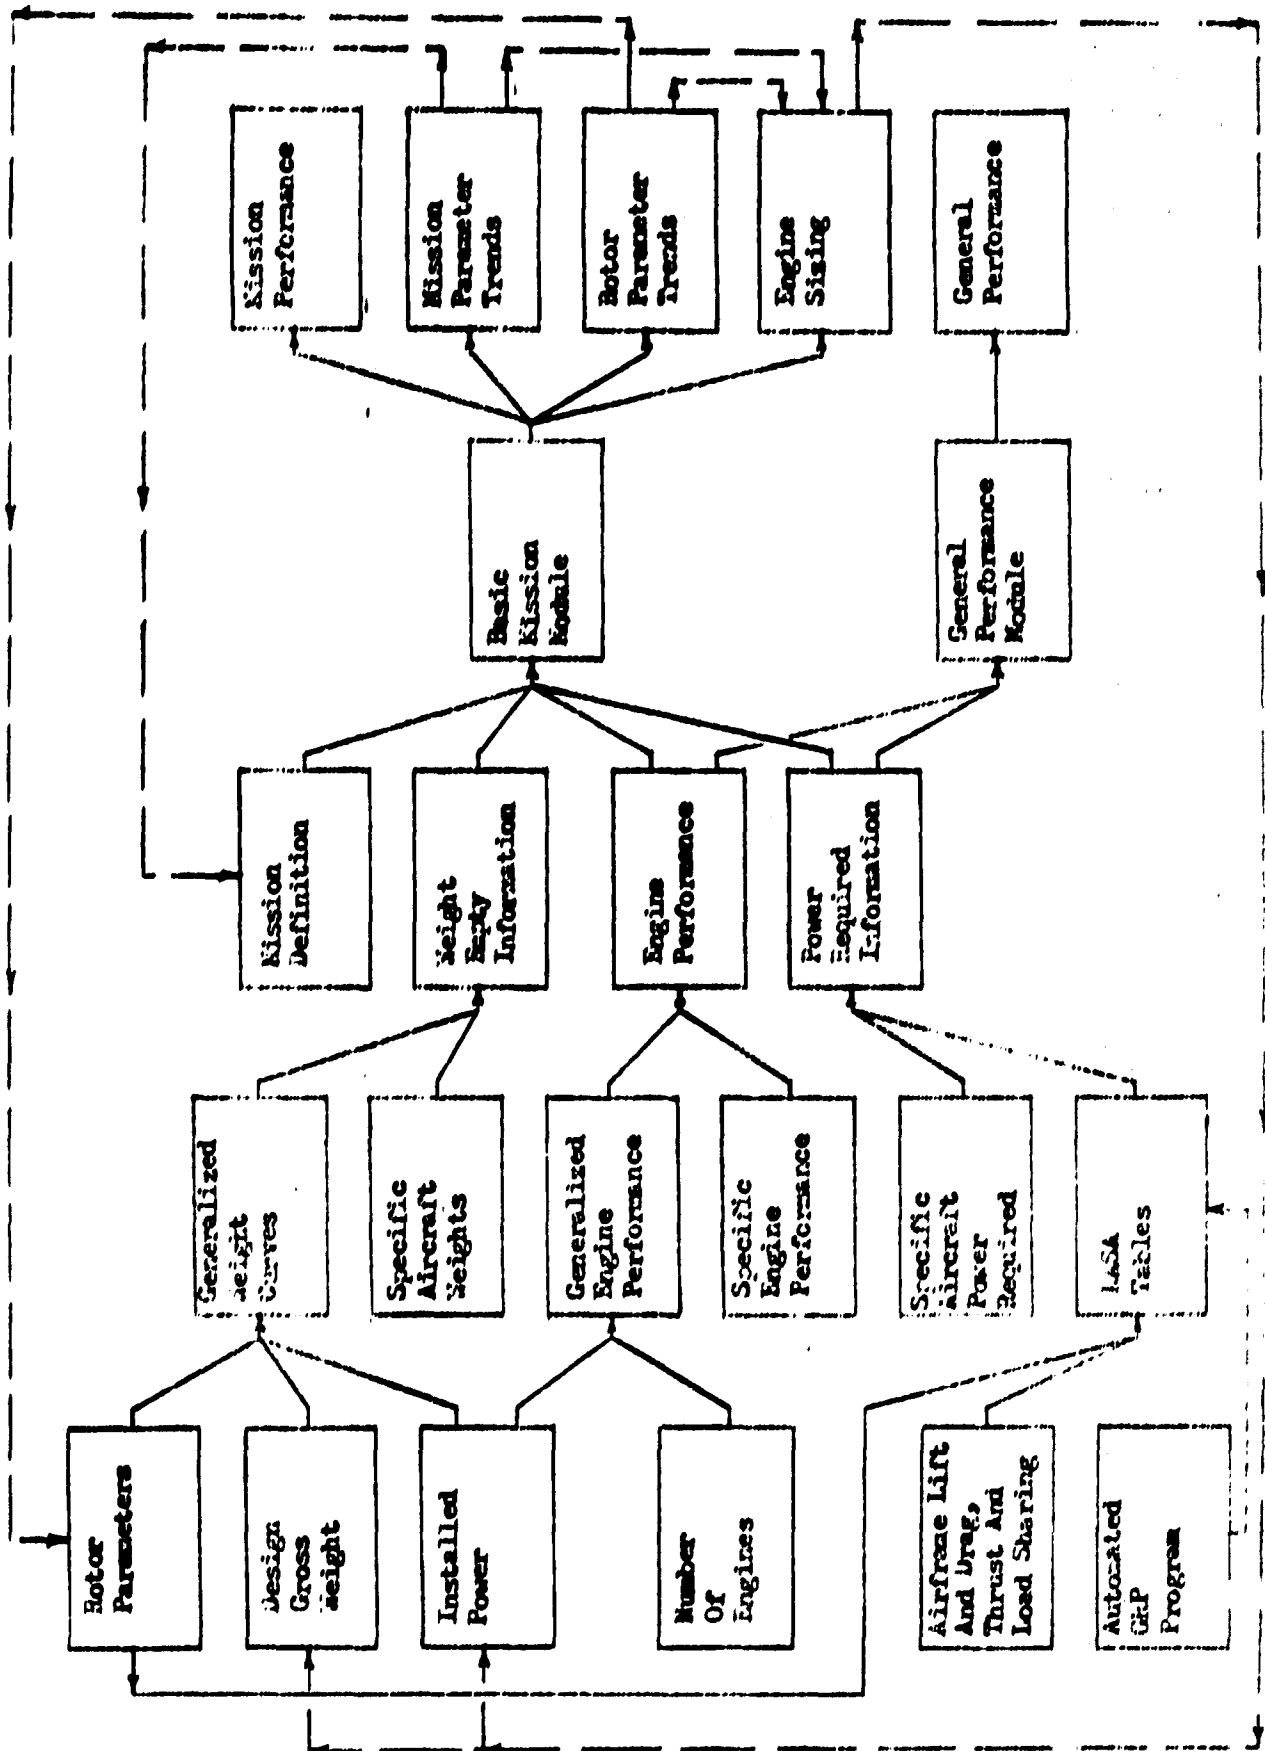 Rotor
Parameters
Design
Gross
Weight
Installed
Power
Number
Of
Engines
Airframe Lift
And Drag,
Thrust And
Load Sharing
Automated
Program
Generalized
Weight
Curves
Specific
Aircraft
Weights
Generalized
Engine
Performance
Specific
Engine
Performance
Specific
Aircraft
Power
Required
NASA
Tables
Mission
Definition
Weight
Empty
Information
Engine
Performance
Power
Required
Information
Basic
Mission
Module
General
Performance
Module
Mission
Performance
Mission
Parameter
Trends
Rotor
Parameter
Trends
Engine
Sizing
General
Performance